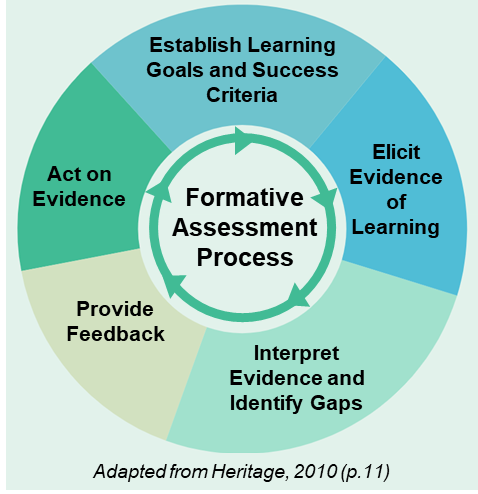 Establish Learning
Goals and Success
Criteria
Elicit
Evidence
of
Learning
Interpret
Evidence and
Identify Gaps
Provide
Feedback
Act on
Evidence
Formative
Assessment
Process
Adapted from Heritage, 2010 (p.11)